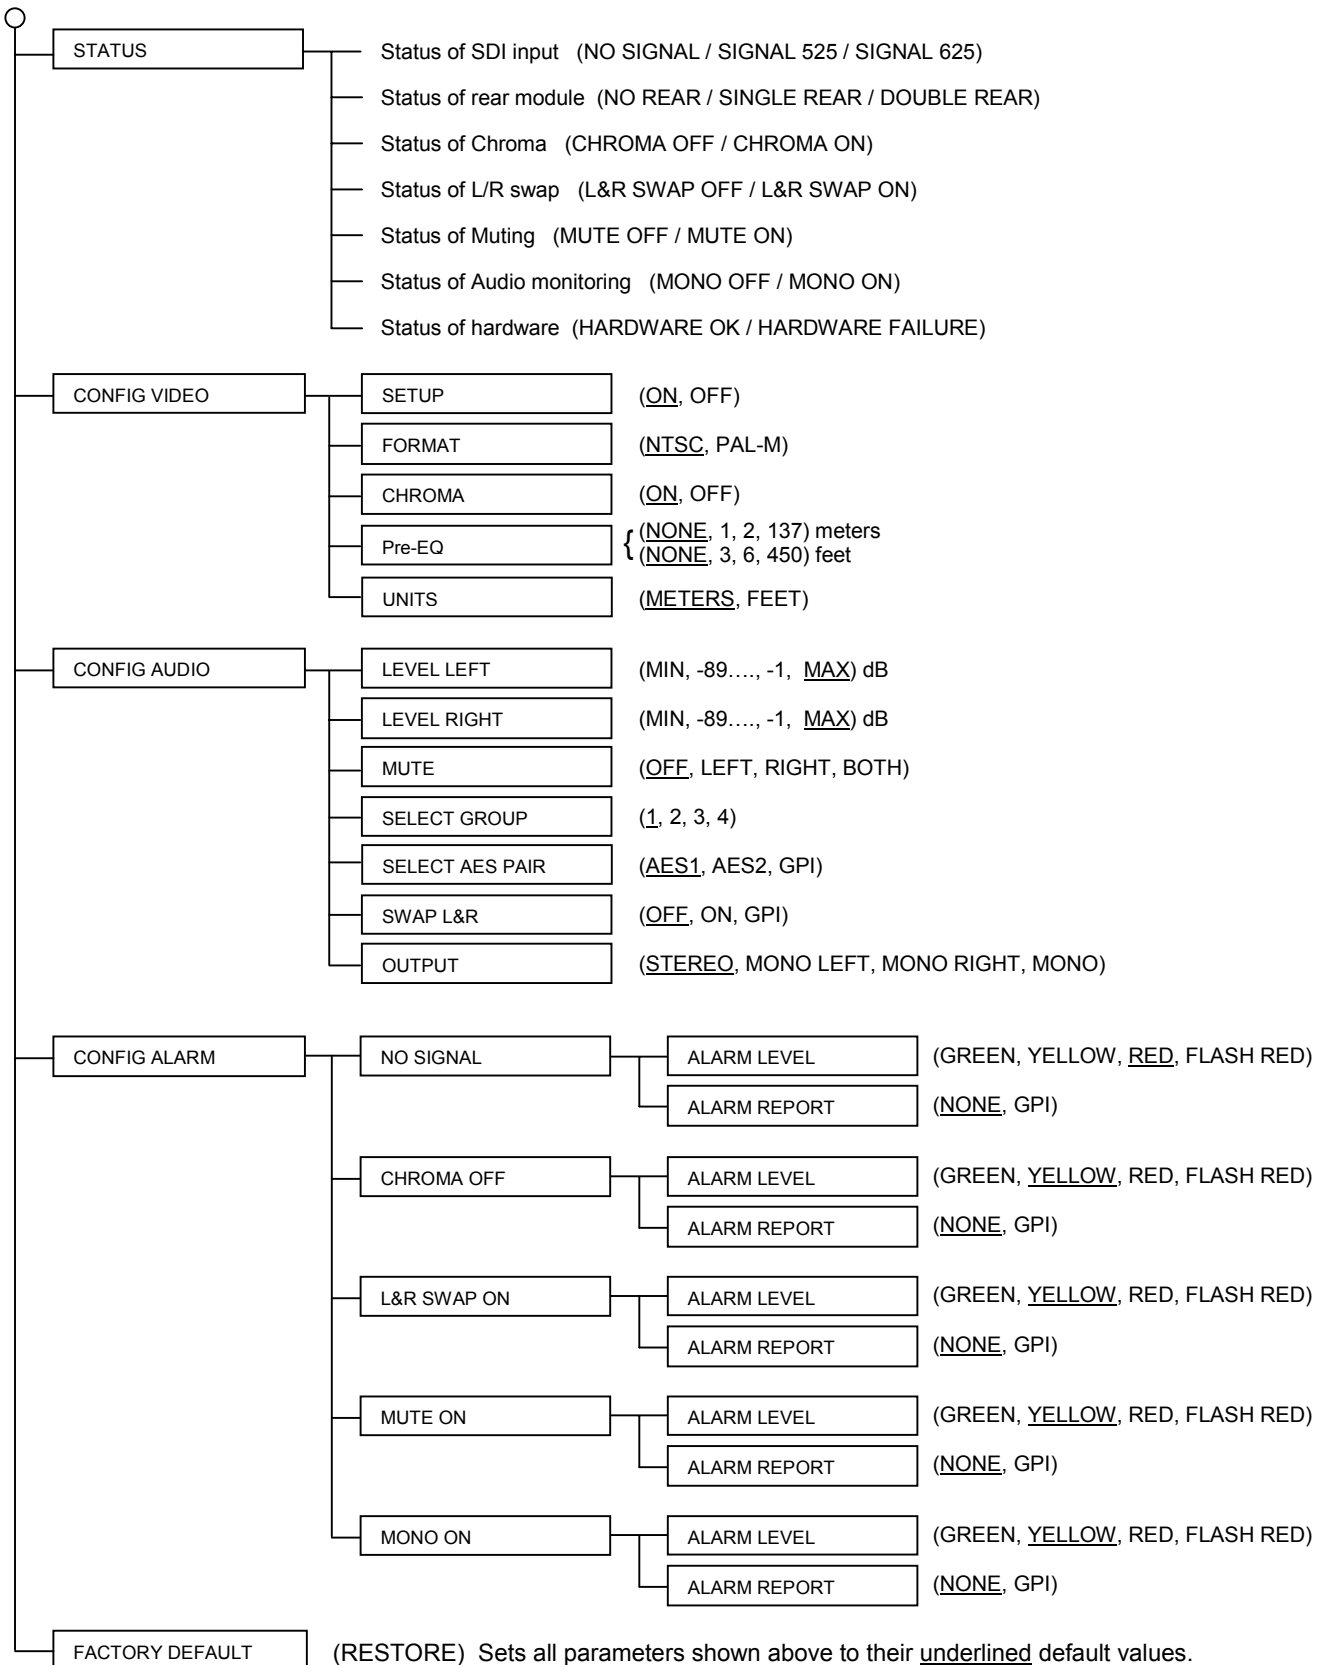 STATUS
Status of SDI input (NO SIGNAL / SIGNAL 525 / SIGNAL 625)
Status of rear module (NO REAR / SINGLE REAR / DOUBLE REAR)
Status of Chroma (CHROMA OFF / CHROMA ON)
Status of L/R swap (L&R SWAP OFF / L&R SWAP ON)
Status of Muting (MUTE OFF / MUTE ON)
Status of Audio monitoring (MONO OFF / MONO ON)
Status of hardware (HARDWARE OK / HARDWARE FAILURE)
CONFIG VIDEO
SETUP (ON, OFF)
FORMAT (NTSC, PAL-M)
CHROMA (ON, OFF)
Pre-EQ { (NONE, 1, 2, 137) meters
(NONE, 3, 6, 450) feet
UNITS (METERS, FEET)
CONFIG AUDIO
LEVEL LEFT (MIN, -89…., -1, MAX) dB
LEVEL RIGHT (MIN, -89…., -1, MAX) dB
MUTE (OFF, LEFT, RIGHT, BOTH)
SELECT GROUP (1, 2, 3, 4)
SELECT AES PAIR (AES1, AES2, GPI)
SWAP L&R (OFF, ON, GPI)
OUTPUT (STEREO, MONO LEFT, MONO RIGHT, MONO)
CONFIG ALARM
NO SIGNAL
ALARM LEVEL (GREEN, YELLOW, RED, FLASH RED)
ALARM REPORT (NONE, GPI)
CHROMA OFF
ALARM LEVEL (GREEN, YELLOW, RED, FLASH RED)
ALARM REPORT (NONE, GPI)
L&R SWAP ON
ALARM LEVEL (GREEN, YELLOW, RED, FLASH RED)
ALARM REPORT (NONE, GPI)
MUTE ON
ALARM LEVEL (GREEN, YELLOW, RED, FLASH RED)
ALARM REPORT (NONE, GPI)
MONO ON
ALARM LEVEL (GREEN, YELLOW, RED, FLASH RED)
ALARM REPORT (NONE, GPI)
FACTORY DEFAULT (RESTORE) Sets all parameters shown above to their underlined default values.